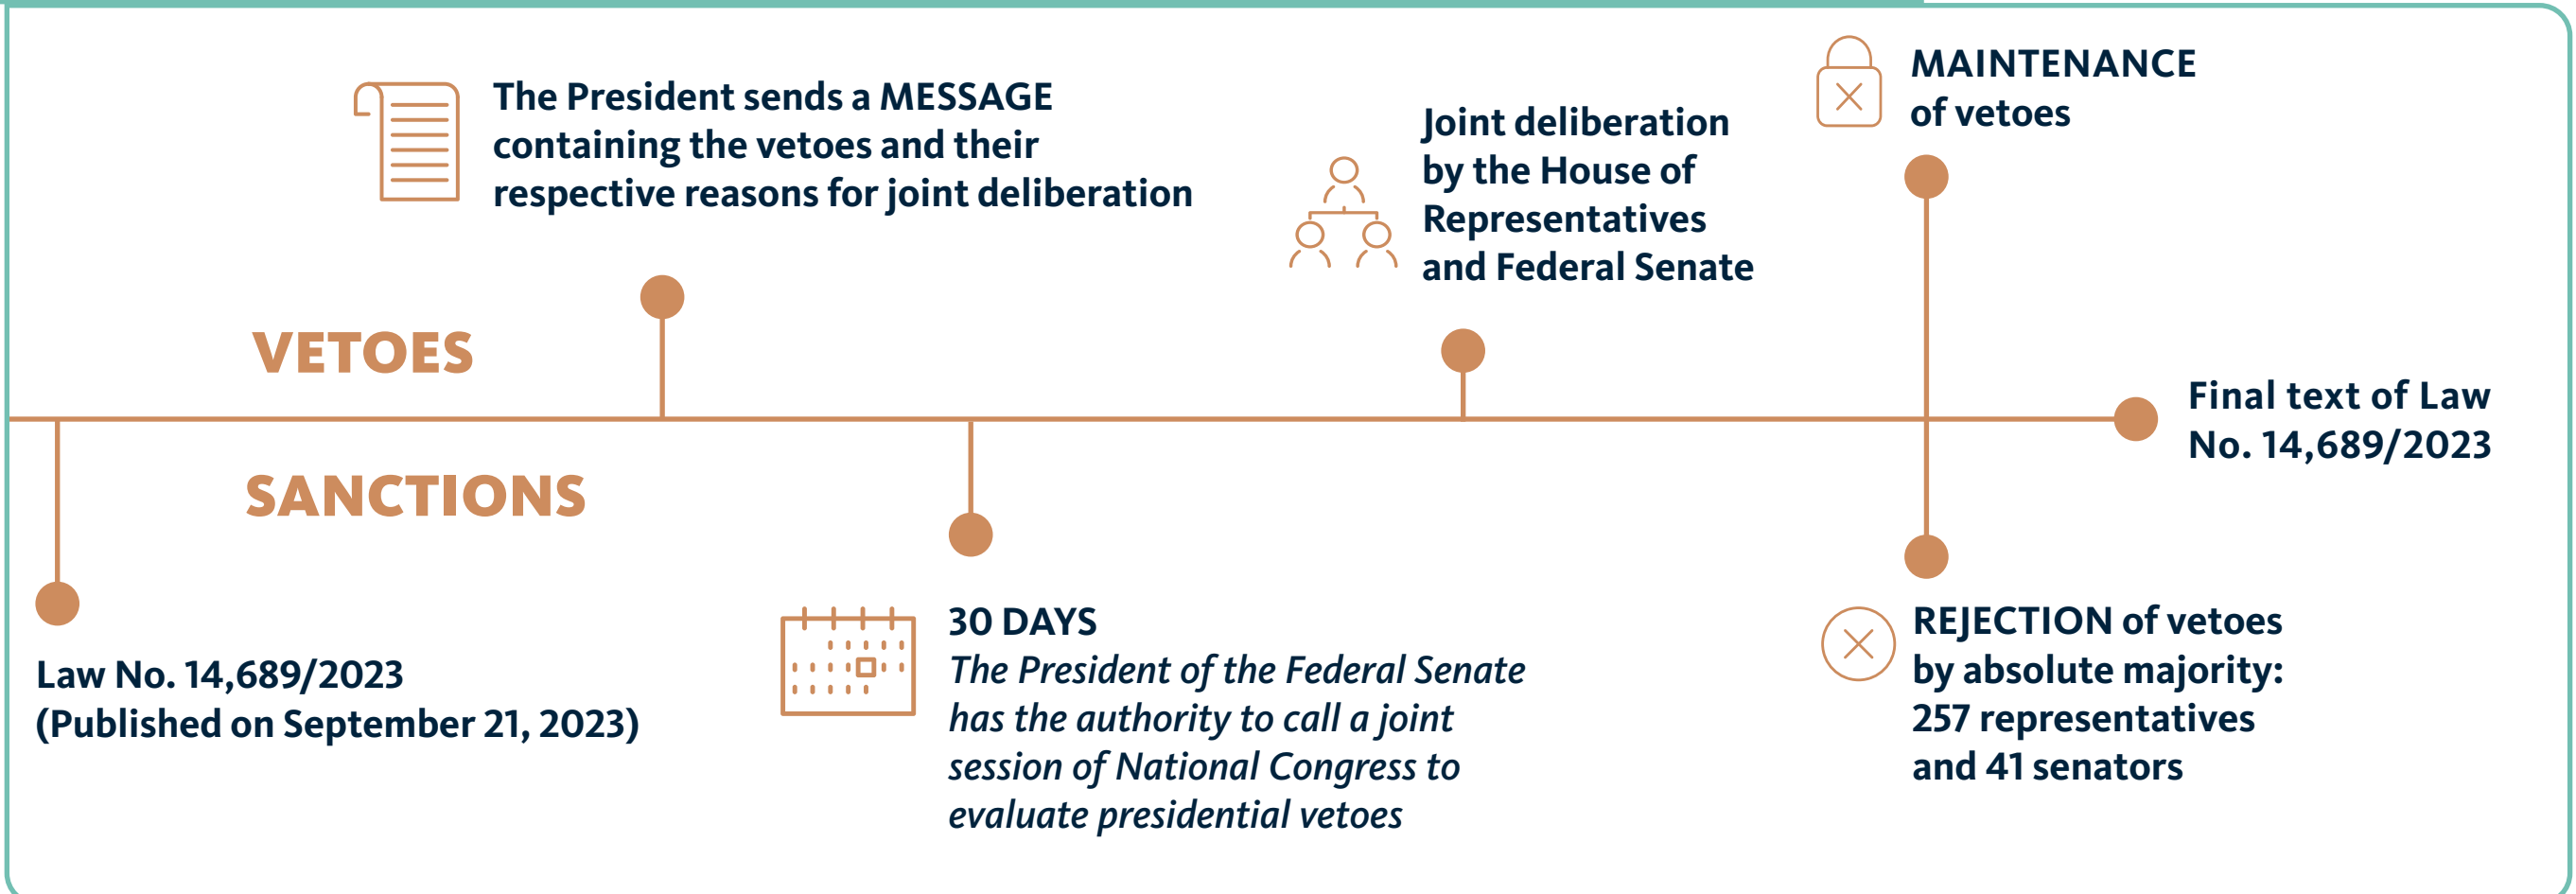 The President sends a MESSAGE
containing the vetoes and their
respective reasons for joint deliberation
Joint deliberation
by the House of
Representatives
and Federal Senate
MAINTENANCE
of vetoes
VETOES
SANCTIONS
Final text of Law
No. 14,689/2023
Law No. 14,689/2023
(Published on September 21, 2023)
30 DAYS
The President of the Federal Senate
has the authority to call a joint
session of National Congress to
evaluate presidential vetoes
REJECTION of vetoes
by absolute majority:
257 representatives
and 41 senators